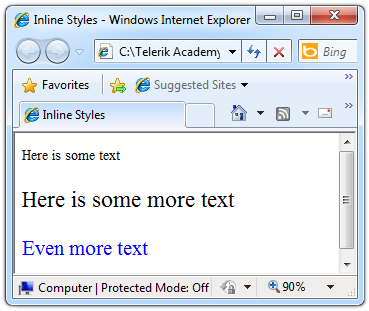 Inline Styles - Windows Internet Explorer
C:\Telerik Academy
Bing
Favorites
Suggested Sites
Inline Styles
Here is some text
Here is some more text
Even more text
Computer | Protected Mode: Off
90%